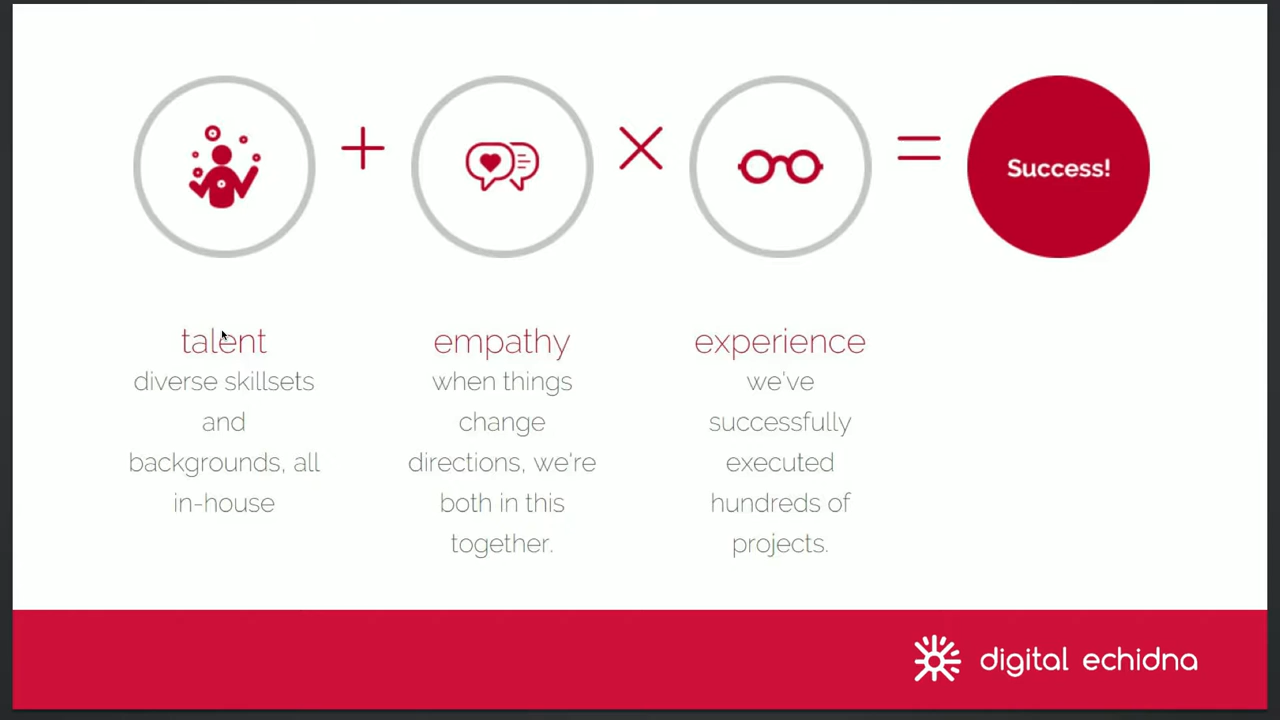 Success!
talent
diverse skillsets
and
backgrounds, all
in-house
empathy
when things
change
directions, we're
both in this
together.
experience
we've
successfully
executed
hundreds of
projects.
digital echidna